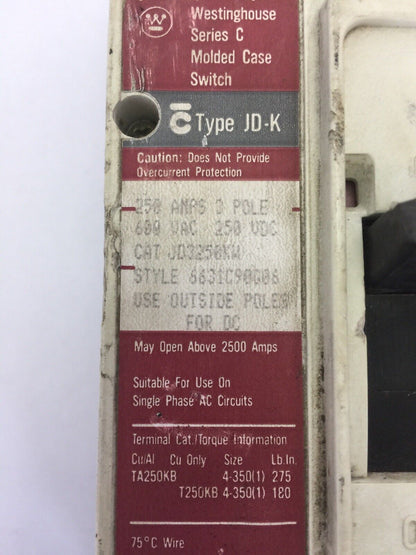 Westinghouse
Series C
Molded Case
Switch
C Type JD-K
Caution: Does Not Provide
Overcurrent Protection
250 AMPS 3 POLE
600 VAC 250 VDC
CAT JD3250KW
STYLE 6631C90G06
USE OUTSIDE POLES
FOR DC
May Open Above 2500 Amps
Suitable For Use On
Single Phase AC Circuits
Terminal Cat./Torque Information
Cu/Al Cu Only Size Lb.In.
TA250KB 4-350(1) 275
T250KB 4-350(1) 180
75°C Wire